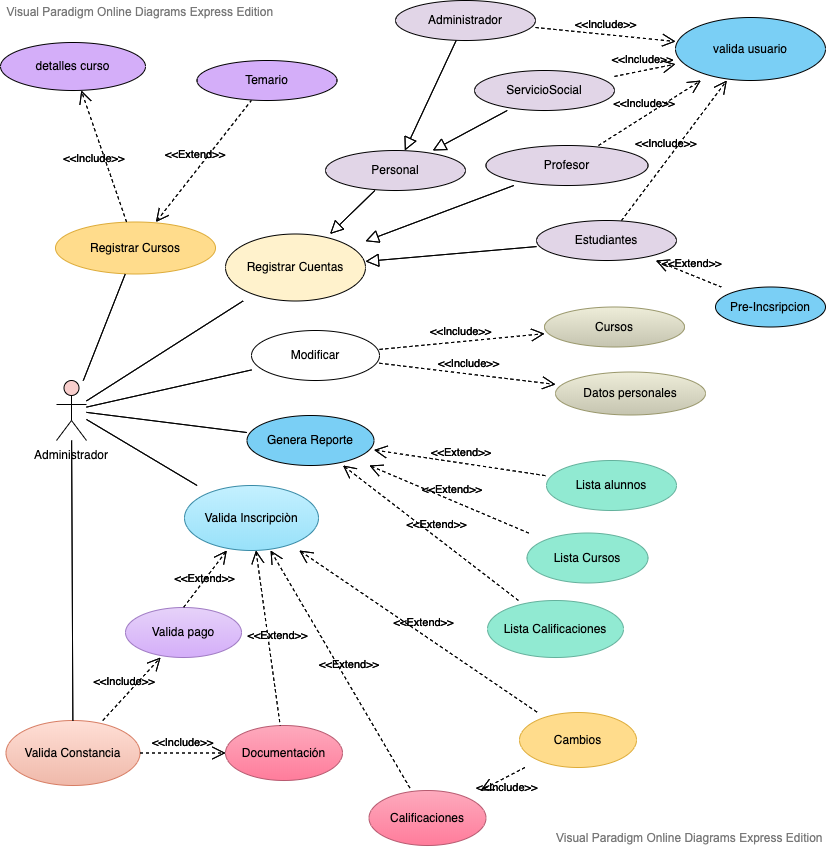 Visual Paradigm Online Diagrams Express Edition
Administrador
<<Include>>
valida usuario
detalles curso
Temario
<<Include>>
ServicioSocial
<<Include>>
<<Include>>
<<Extend>>
Personal
Profesor
<<Include>>
Registrar Cursos
Registrar Cuentas
Estudiantes
<<Extend>>
Pre-Incsripcion
Modificar
<<Include>>
Cursos
<<Include>>
Datos personales
Administrador
Genera Reporte
<<Extend>>
Lista alunnos
<<Extend>>
Valida Inscripciòn
<<Extend>>
Lista Cursos
<<Extend>>
Valida pago
<<Extend>>
<<Extend>>
Lista Calificaciones
<<Extend>>
<<Include>>
Valida Constancia
<<Include>>
Documentación
Cambios
<<Include>>
Calificaciones
Visual Paradigm Online Diagrams Express Edition